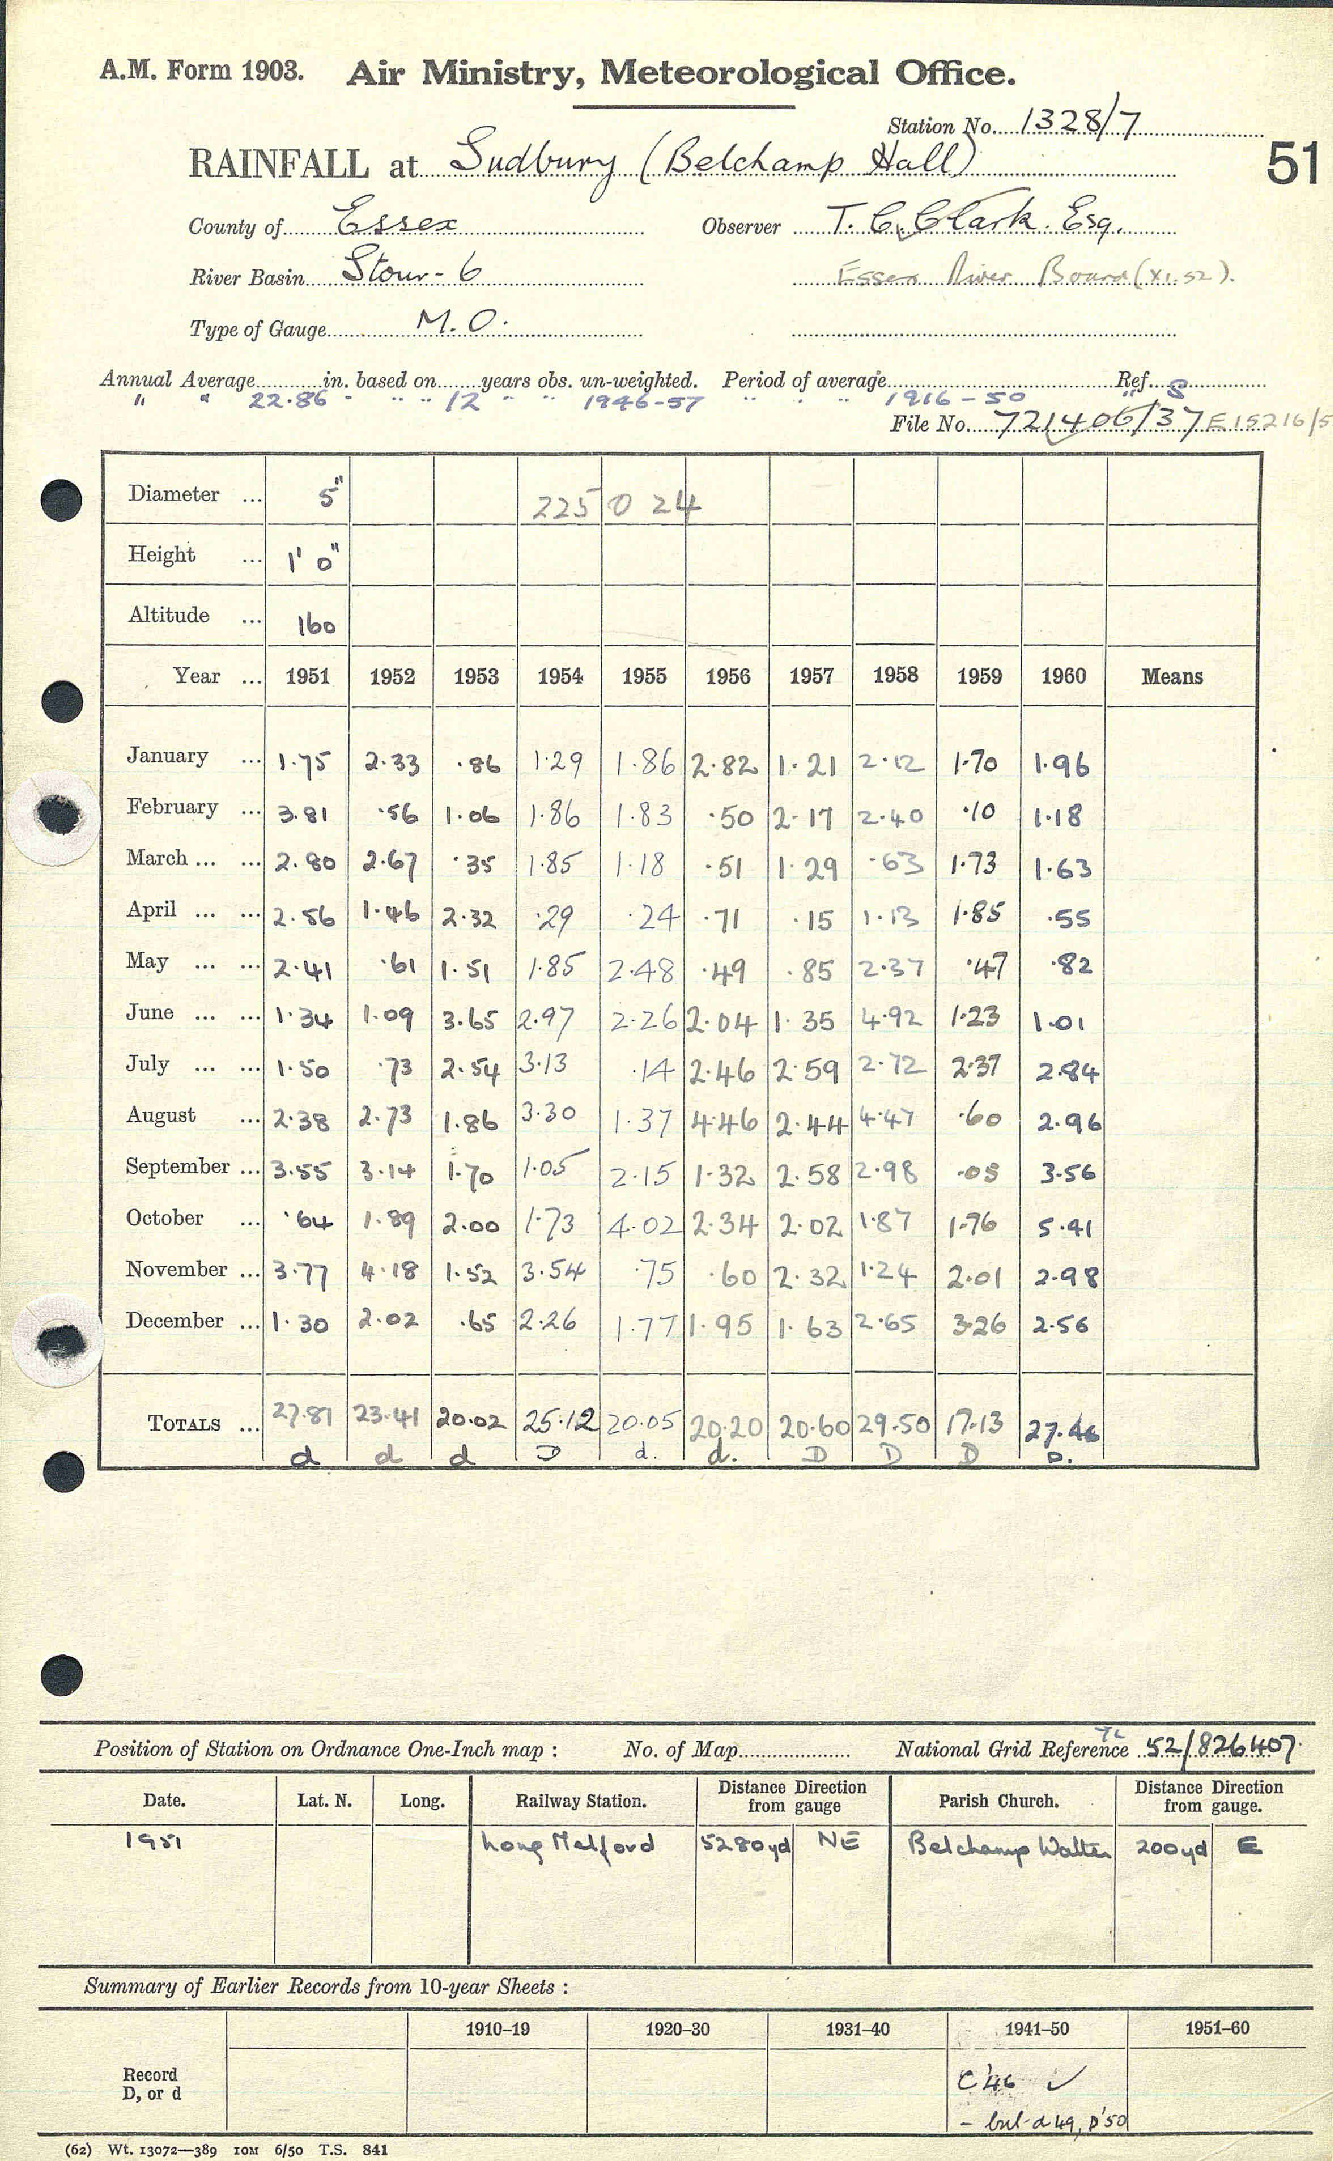 A.M. Form 1903. Air Ministry, Meteorological Office.
Station No. 1328/7
RAINFALL at Sudbury (Belchamp Hall) 51
County of Essex Observer T. C. Clark. Esq.
River Basin Stour - 6 Essex River Board (XI.52).
Type of Gauge M.O.
Annual Average in. based on years obs. un-weighted. Period of average Ref. S
" " 22.86 " " " 12 " " 1946-57 " " " 1916-50 "
File No. 721406/37 E15216/5
Diameter ... 5" 225024
Height ... 1' 0"
Altitude ... 160
Year ... 1951 1952 1953 1954 1955 1956 1957 1958 1959 1960 Means
January ... 1.75 2.33 .86 1.29 1.86 2.82 1.21 2.12 1.70 1.96
February ... 3.81 .56 1.06 1.86 1.83 .50 2.17 2.40 .10 1.18
March ... ... 2.80 2.67 .35 1.85 1.18 .51 1.29 .63 1.73 1.63
April ... ... 2.56 1.46 2.32 .29 .24 .71 .15 1.13 1.85 .55
May ... ... 2.41 .61 1.51 1.85 2.48 .49 .85 2.37 .47 .82
June ... ... 1.34 1.09 3.65 2.97 2.26 2.04 1.35 4.92 1.23 1.01
July ... ... 1.50 .73 2.54 3.13 .14 2.46 2.59 2.72 2.37 2.84
August ... 2.38 2.73 1.86 3.30 1.37 4.46 2.44 4.47 .60 2.96
September ... 3.55 3.14 1.70 1.05 2.15 1.32 2.58 2.98 .05 3.56
October ... .64 1.89 2.00 1.73 4.02 2.34 2.02 1.87 1.76 5.41
November ... 3.77 4.18 1.52 3.54 .75 .60 2.32 1.24 2.01 2.98
December ... 1.30 2.02 .65 2.26 1.77 1.95 1.63 2.65 3.26 2.56
TOTALS ... 27.81 23.41 20.02 25.12 20.05 20.20 20.60 29.50 17.13 27.46
d d d D d. d. D D D D.
Position of Station on Ordnance One-Inch map : No. of Map National Grid Reference TL 52/826407.
Date. Lat. N. Long. Railway Station. Distance Direction from gauge Parish Church. Distance Direction from gauge.
1951 Long Melford 5280yd NE Belchamp Walter 200yd E
Summary of Earlier Records from 10-year Sheets :
1910–19 1920–30 1931–40 1941–50 1951–60
Record C'46 ✓
D, or d - but d 49, D'50
(62) Wt. 13072—389 10M 6/50 T.S. 841